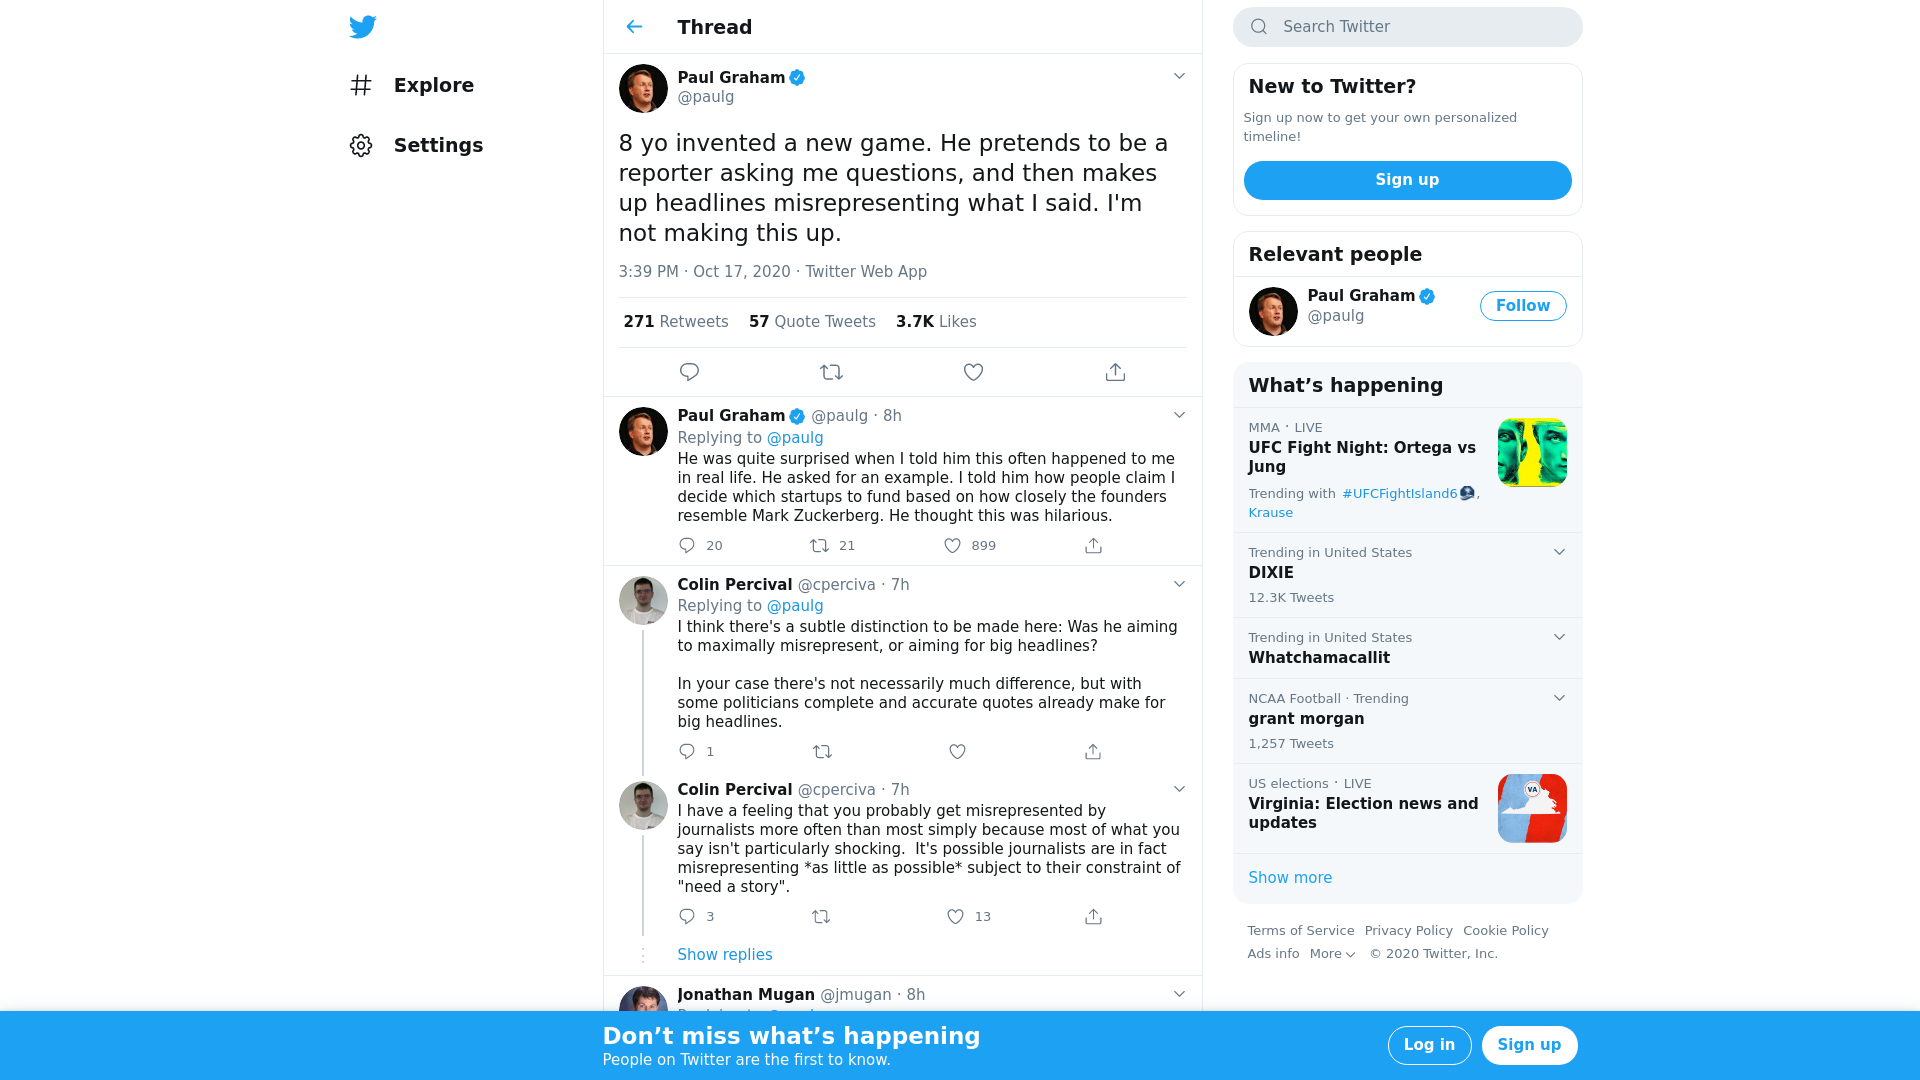 Explore
Settings
Thread
Paul Graham
@paulg
8 yo invented a new game. He pretends to be a
reporter asking me questions, and then makes
up headlines misrepresenting what I said. I'm
not making this up.
3:39 PM · Oct 17, 2020 · Twitter Web App
271 Retweets 57 Quote Tweets 3.7K Likes
Paul Graham @paulg · 8h
Replying to @paulg
He was quite surprised when I told him this often happened to me
in real life. He asked for an example. I told him how people claim I
decide which startups to fund based on how closely the founders
resemble Mark Zuckerberg. He thought this was hilarious.
20 21 899
Colin Percival @cperciva · 7h
Replying to @paulg
I think there's a subtle distinction to be made here: Was he aiming
to maximally misrepresent, or aiming for big headlines?
In your case there's not necessarily much difference, but with
some politicians complete and accurate quotes already make for
big headlines.
1
Colin Percival @cperciva · 7h
I have a feeling that you probably get misrepresented by
journalists more often than most simply because most of what you
say isn't particularly shocking.  It's possible journalists are in fact
misrepresenting *as little as possible* subject to their constraint of
"need a story".
3 13
Show replies
Jonathan Mugan @jmugan · 8h
Search Twitter
New to Twitter?
Sign up now to get your own personalized
timeline!
Sign up
Relevant people
Paul Graham
@paulg
Follow
What’s happening
MMA · LIVE
UFC Fight Night: Ortega vs
Jung
Trending with #UFCFightIsland6 ,
Krause
Trending in United States
DIXIE
12.3K Tweets
Trending in United States
Whatchamacallit
NCAA Football · Trending
grant morgan
1,257 Tweets
US elections · LIVE
Virginia: Election news and
updates
VA
Show more
Terms of Service Privacy Policy Cookie Policy
Ads info More © 2020 Twitter, Inc.
Don’t miss what’s happening
People on Twitter are the first to know.
Log in
Sign up